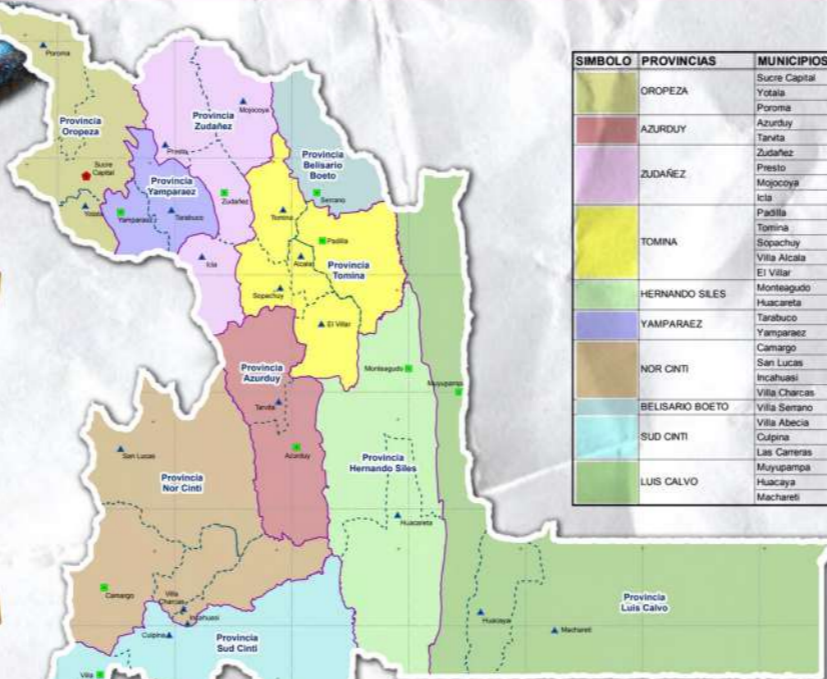 Poroma
Provincia
Oropeza
Mojocoya
Provincia
Zudañez
Presto
Provincia
Belisario
Boeto
Sucre
Capital
Provincia
Yamparaez
Zudañez
Serrano
Yotala
Yamparaez
Tarabuco
Tomina
Padilla
Icla
Alcala
Provincia
Tomina
Sopachuy
El Villar
Provincia
Azurduy
Monteagudo
Muyupampa
Tarvita
San Lucas
Azurduy
Provincia
Nor Cinti
Provincia
Hernando Siles
Huacareta
Camargo
Villa
Charcas
Incahuasi
Culpina
Provincia
Sud Cinti
Villa
Huacaya
Machareti
Provincia
Luis Calvo
SIMBOLO PROVINCIAS MUNICIPIOS
OROPEZA
Sucre Capital
Yotala
Poroma
AZURDUY
Azurduy
Tarvita
ZUDAÑEZ
Zudañez
Presto
Mojocoya
Icla
TOMINA
Padilla
Tomina
Sopachuy
Villa Alcala
El Villar
HERNANDO SILES
Monteagudo
Huacareta
YAMPARAEZ
Tarabuco
Yamparaez
NOR CINTI
Camargo
San Lucas
Incahuasi
Villa Charcas
BELISARIO BOETO
Villa Serrano
SUD CINTI
Villa Abecia
Culpina
Las Carreras
LUIS CALVO
Muyupampa
Huacaya
Machareti